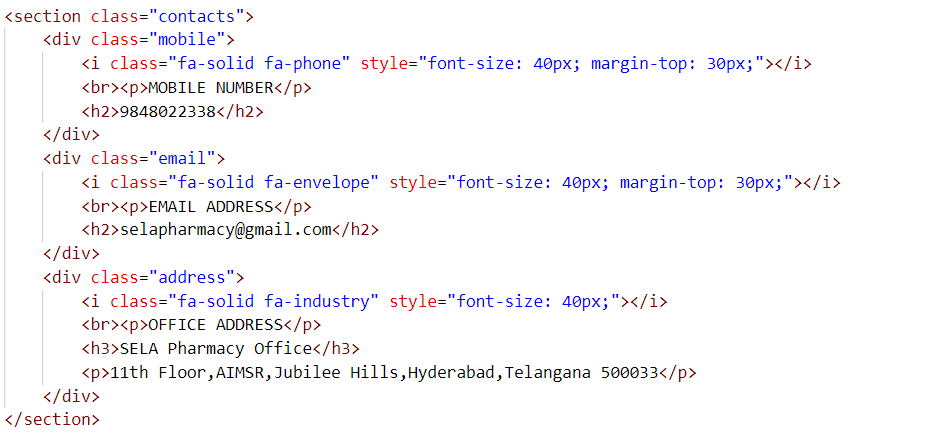 <section class="contacts">
<div class="mobile">
<i class="fa-solid fa-phone" style="font-size: 40px; margin-top: 30px;"></i>
<br><p>MOBILE NUMBER</p>
<h2>9848022338</h2>
</div>
<div class="email">
<i class="fa-solid fa-envelope" style="font-size: 40px; margin-top: 30px;"></i>
<br><p>EMAIL ADDRESS</p>
<h2>selapharmacy@gmail.com</h2>
</div>
<div class="address">
<i class="fa-solid fa-industry" style="font-size: 40px;"></i>
<br><p>OFFICE ADDRESS</p>
<h3>SELA Pharmacy Office</h3>
<p>11th Floor,AIMSR,Jubilee Hills,Hyderabad,Telangana 500033</p>
</div>
</section>